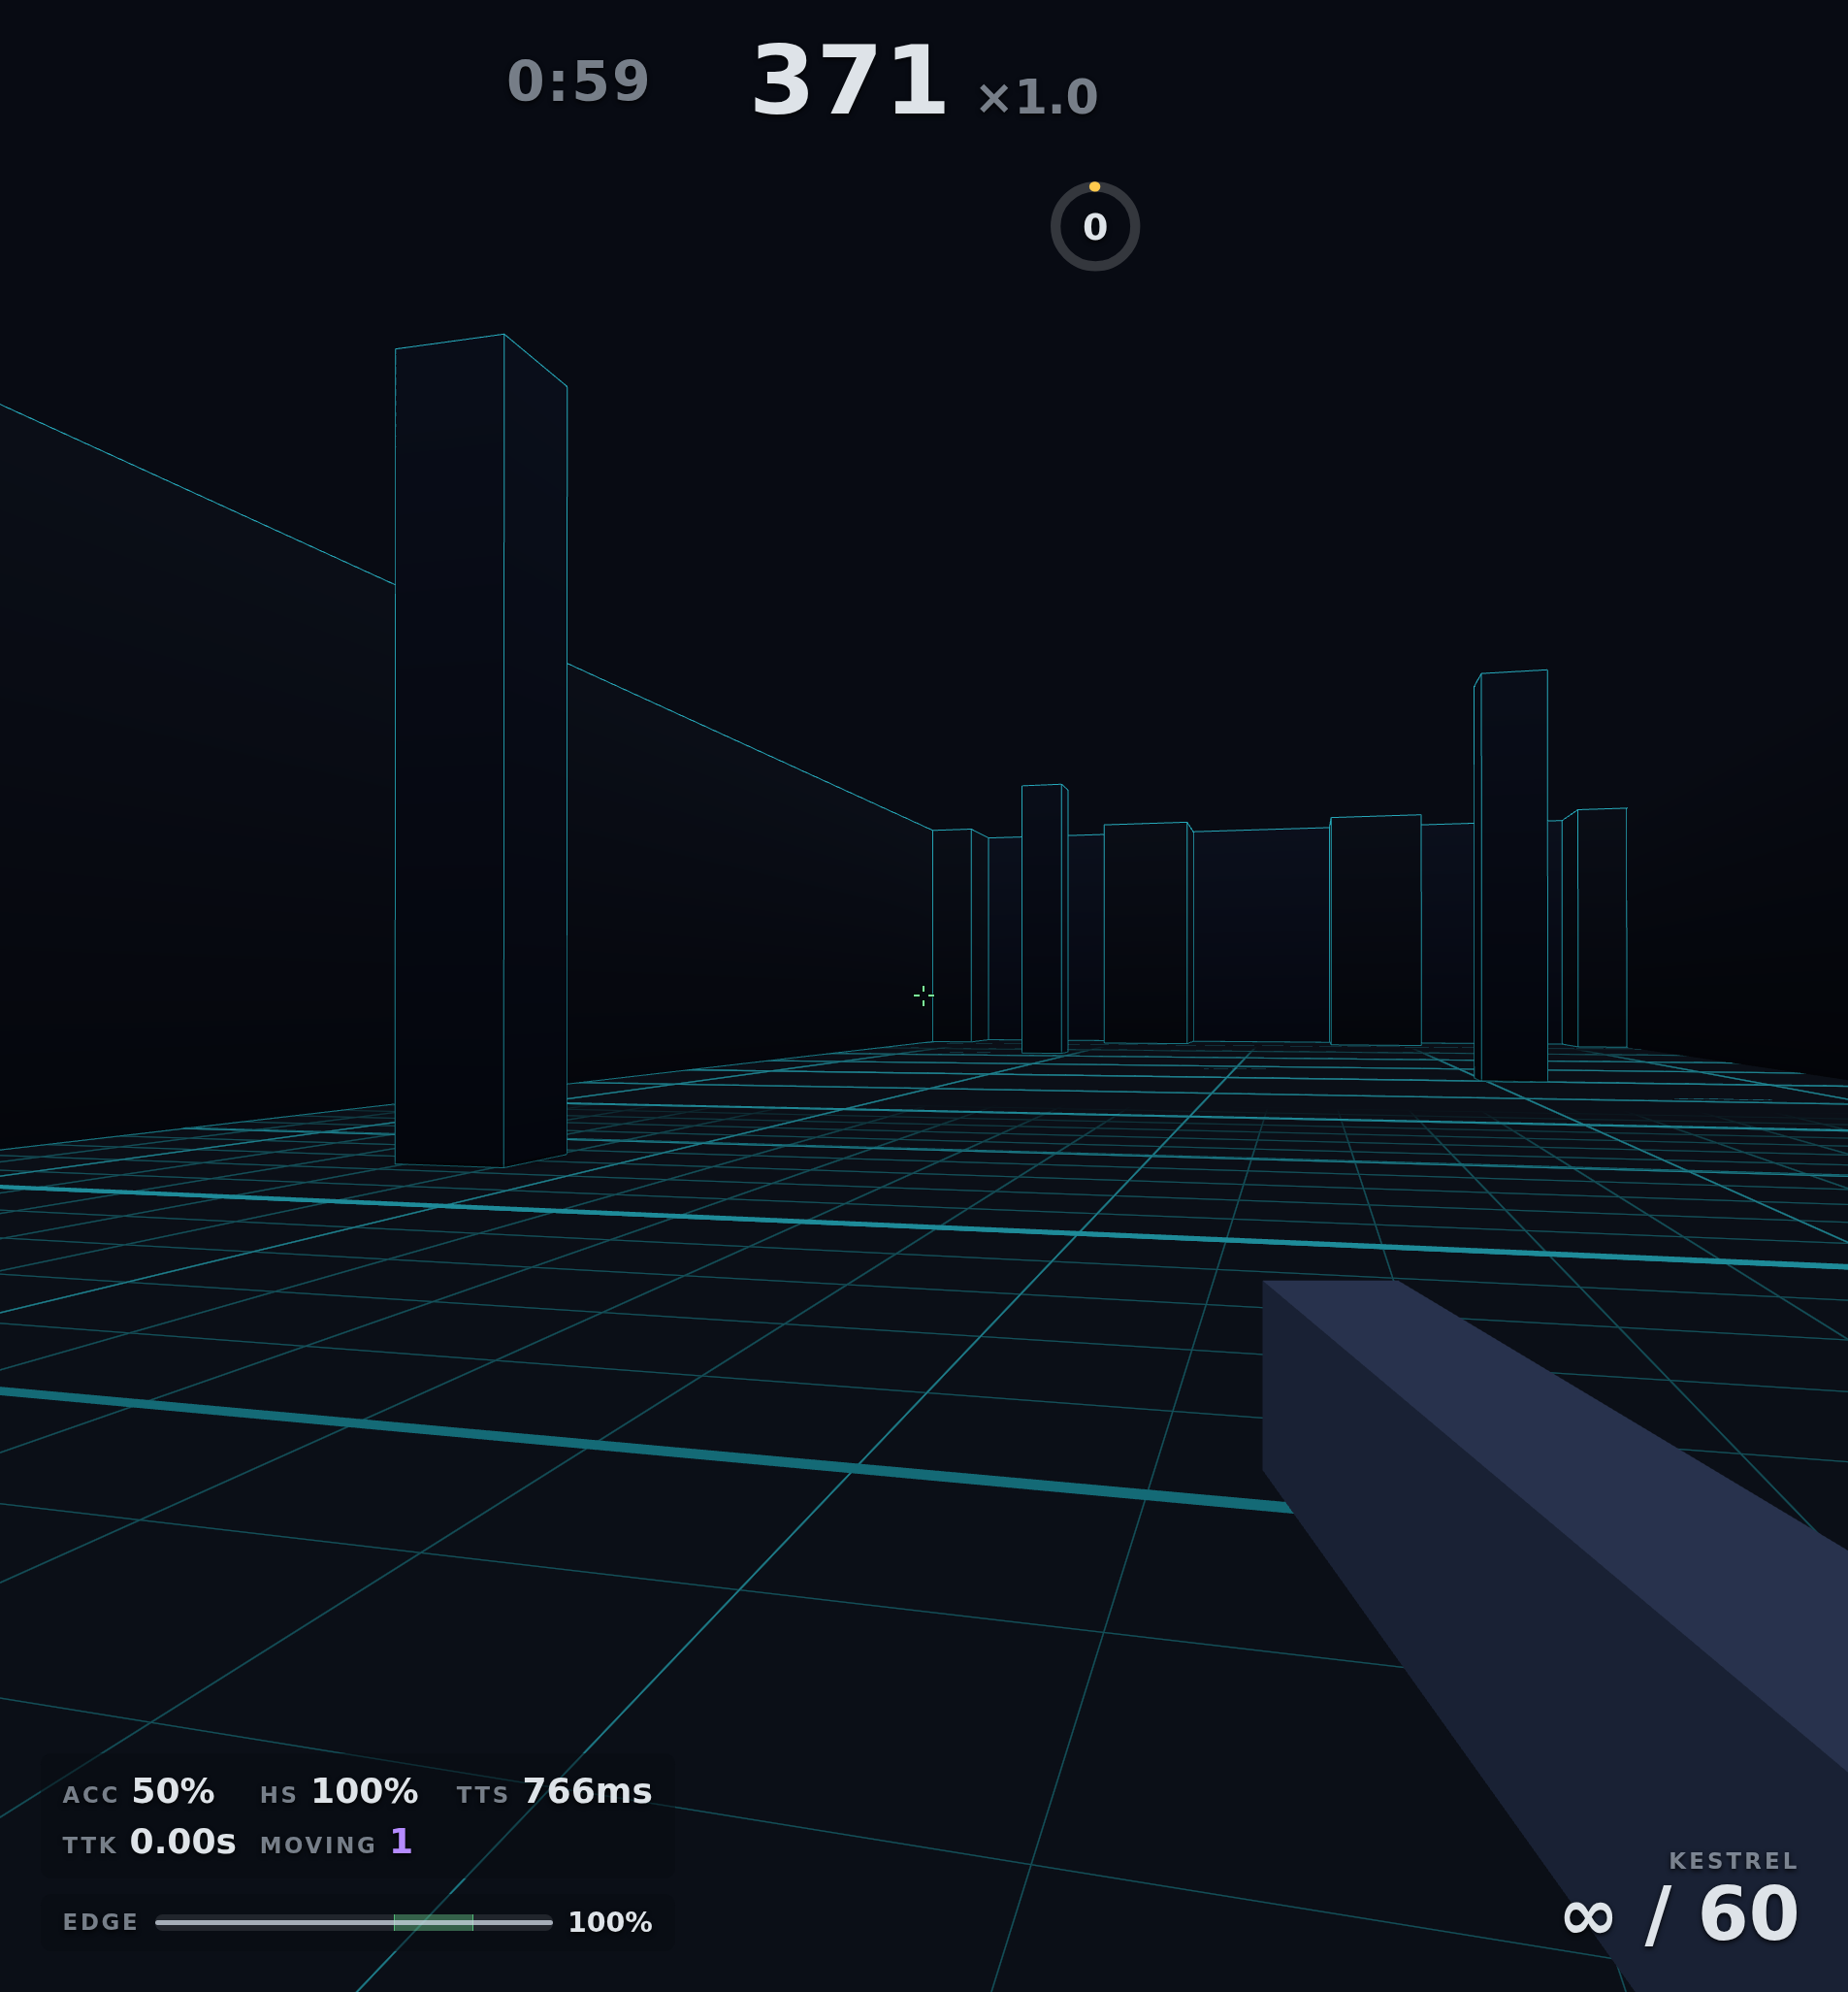 0:59 371 ×1.0
0
ACC 50% HS 100% TTS 766ms
TTK 0.00s MOVING 1
EDGE 100%
KESTREL
∞ / 60